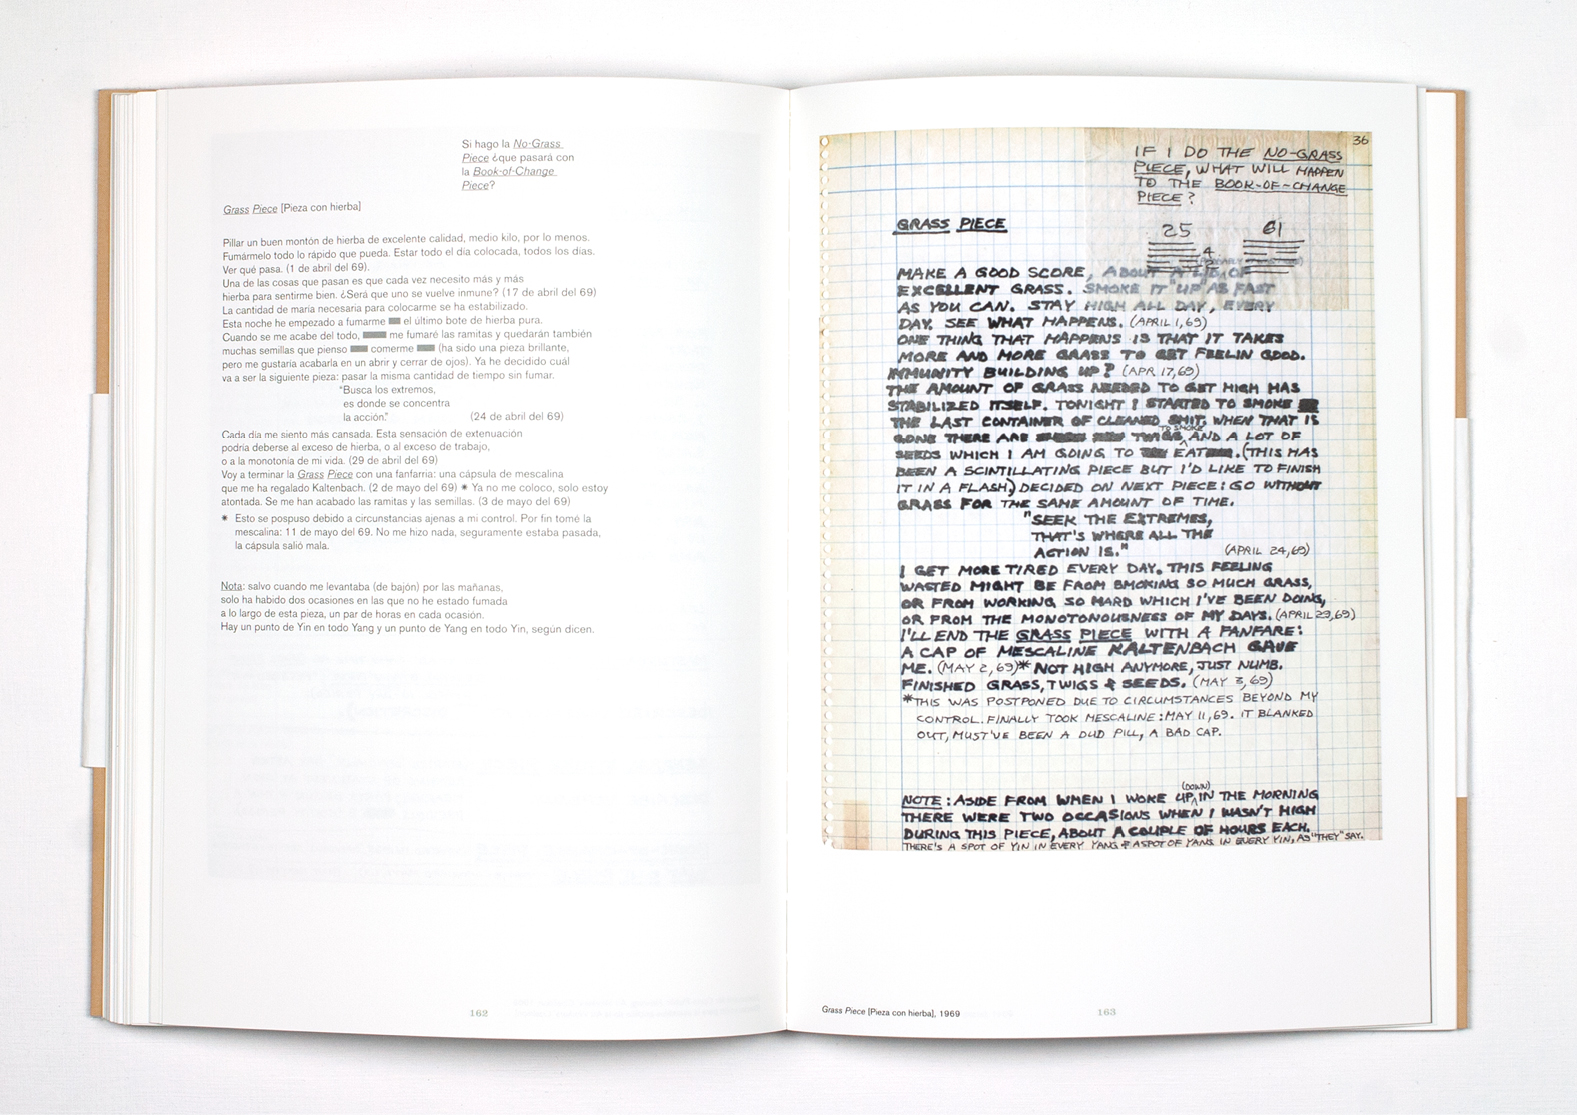 Si hago la No-Grass
Piece ¿que pasará con
la Book-of-Change
Piece?
Grass Piece [Pieza con hierba]
Pillar un buen montón de hierba de excelente calidad, medio kilo, por lo menos.
Fumármelo todo lo rápido que pueda. Estar todo el día colocada, todos los días.
Ver qué pasa. (1 de abril del 69).
Una de las cosas que pasan es que cada vez necesito más y más
hierba para sentirme bien. ¿Será que uno se vuelve inmune? (17 de abril del 69)
La cantidad de maría necesaria para colocarme se ha estabilizado.
Esta noche he empezado a fumarme el último bote de hierba pura.
Cuando se me acabe del todo, me fumaré las ramitas y quedarán también
muchas semillas que pienso comerme (ha sido una pieza brillante,
pero me gustaría acabarla en un abrir y cerrar de ojos). Ya he decidido cuál
va a ser la siguiente pieza: pasar la misma cantidad de tiempo sin fumar.
"Busca los extremos,
es donde se concentra
la acción." (24 de abril del 69)
Cada día me siento más cansada. Esta sensación de extenuación
podría deberse al exceso de hierba, o al exceso de trabajo,
o a la monotonía de mi vida. (29 de abril del 69)
Voy a terminar la Grass Piece con una fanfarria: una cápsula de mescalina
que me ha regalado Kaltenbach. (2 de mayo del 69) * Ya no me coloco, solo estoy
atontada. Se me han acabado las ramitas y las semillas. (3 de mayo del 69)
* Esto se pospuso debido a circunstancias ajenas a mi control. Por fin tomé la
mescalina: 11 de mayo del 69. No me hizo nada, seguramente estaba pasada,
la cápsula salió mala.
Nota: salvo cuando me levantaba (de bajón) por las mañanas,
solo ha habido dos ocasiones en las que no he estado fumada
a lo largo de esta pieza, un par de horas en cada ocasión.
Hay un punto de Yin en todo Yang y un punto de Yang en todo Yin, según dicen.
162
36
IF I DO THE NO-GRASS
PIECE, WHAT WILL HAPPEN
TO THE BOOK-OF-CHANGE
PIECE?
GRASS PIECE
25 61
MAKE A GOOD SCORE, ABOUT A LB. OF
EXCELLENT GRASS. SMOKE IT "UP" AS FAST
AS YOU CAN. STAY HIGH ALL DAY, EVERY
DAY. SEE WHAT HAPPENS. (APRIL 1, 69)
ONE THING THAT HAPPENS IS THAT IT TAKES
MORE AND MORE GRASS TO GET FEELIN GOOD.
IMMUNITY BUILDING UP? (APR. 17, 69)
THE AMOUNT OF GRASS NEEDED TO GET HIGH HAS
STABILIZED ITSELF. TONIGHT I STARTED TO SMOKE
THE LAST CONTAINER OF CLEANED SHIT. WHEN THAT IS
GONE THERE ARE TWIGS TO SMOKE AND A LOT OF
SEEDS WHICH I AM GOING TO EAT. (THIS HAS
BEEN A SCINTILLATING PIECE BUT I'D LIKE TO FINISH
IT IN A FLASH) DECIDED ON NEXT PIECE: GO WITHOUT
GRASS FOR THE SAME AMOUNT OF TIME.
"SEEK THE EXTREMES,
THAT'S WHERE ALL THE
ACTION IS." (APRIL 24, 69)
I GET MORE TIRED EVERY DAY. THIS FEELING
WASTED MIGHT BE FROM SMOKING SO MUCH GRASS,
OR FROM WORKING SO HARD WHICH I'VE BEEN DOING,
OR FROM THE MONOTONOUSNESS OF MY DAYS. (APRIL 29, 69)
I'LL END THE GRASS PIECE WITH A FANFARE:
A CAP OF MESCALINE KALTENBACH GAVE
ME. (MAY 2, 69)* NOT HIGH ANYMORE, JUST NUMB.
FINISHED GRASS, TWIGS & SEEDS. (MAY 3, 69)
*THIS WAS POSTPONED DUE TO CIRCUMSTANCES BEYOND MY
CONTROL. FINALLY TOOK MESCALINE: MAY 11, 69. IT BLANKED
OUT, MUST'VE BEEN A DUD PILL, A BAD CAP.
NOTE: ASIDE FROM WHEN I WOKE UP (DOWN) IN THE MORNING
THERE WERE TWO OCCASIONS WHEN I WASN'T HIGH
DURING THIS PIECE, ABOUT A COUPLE OF HOURS EACH.
THERE'S A SPOT OF YIN IN EVERY YANG & A SPOT OF YANG IN EVERY YIN, AS "THEY" SAY.
Grass Piece [Pieza con hierba], 1969
163